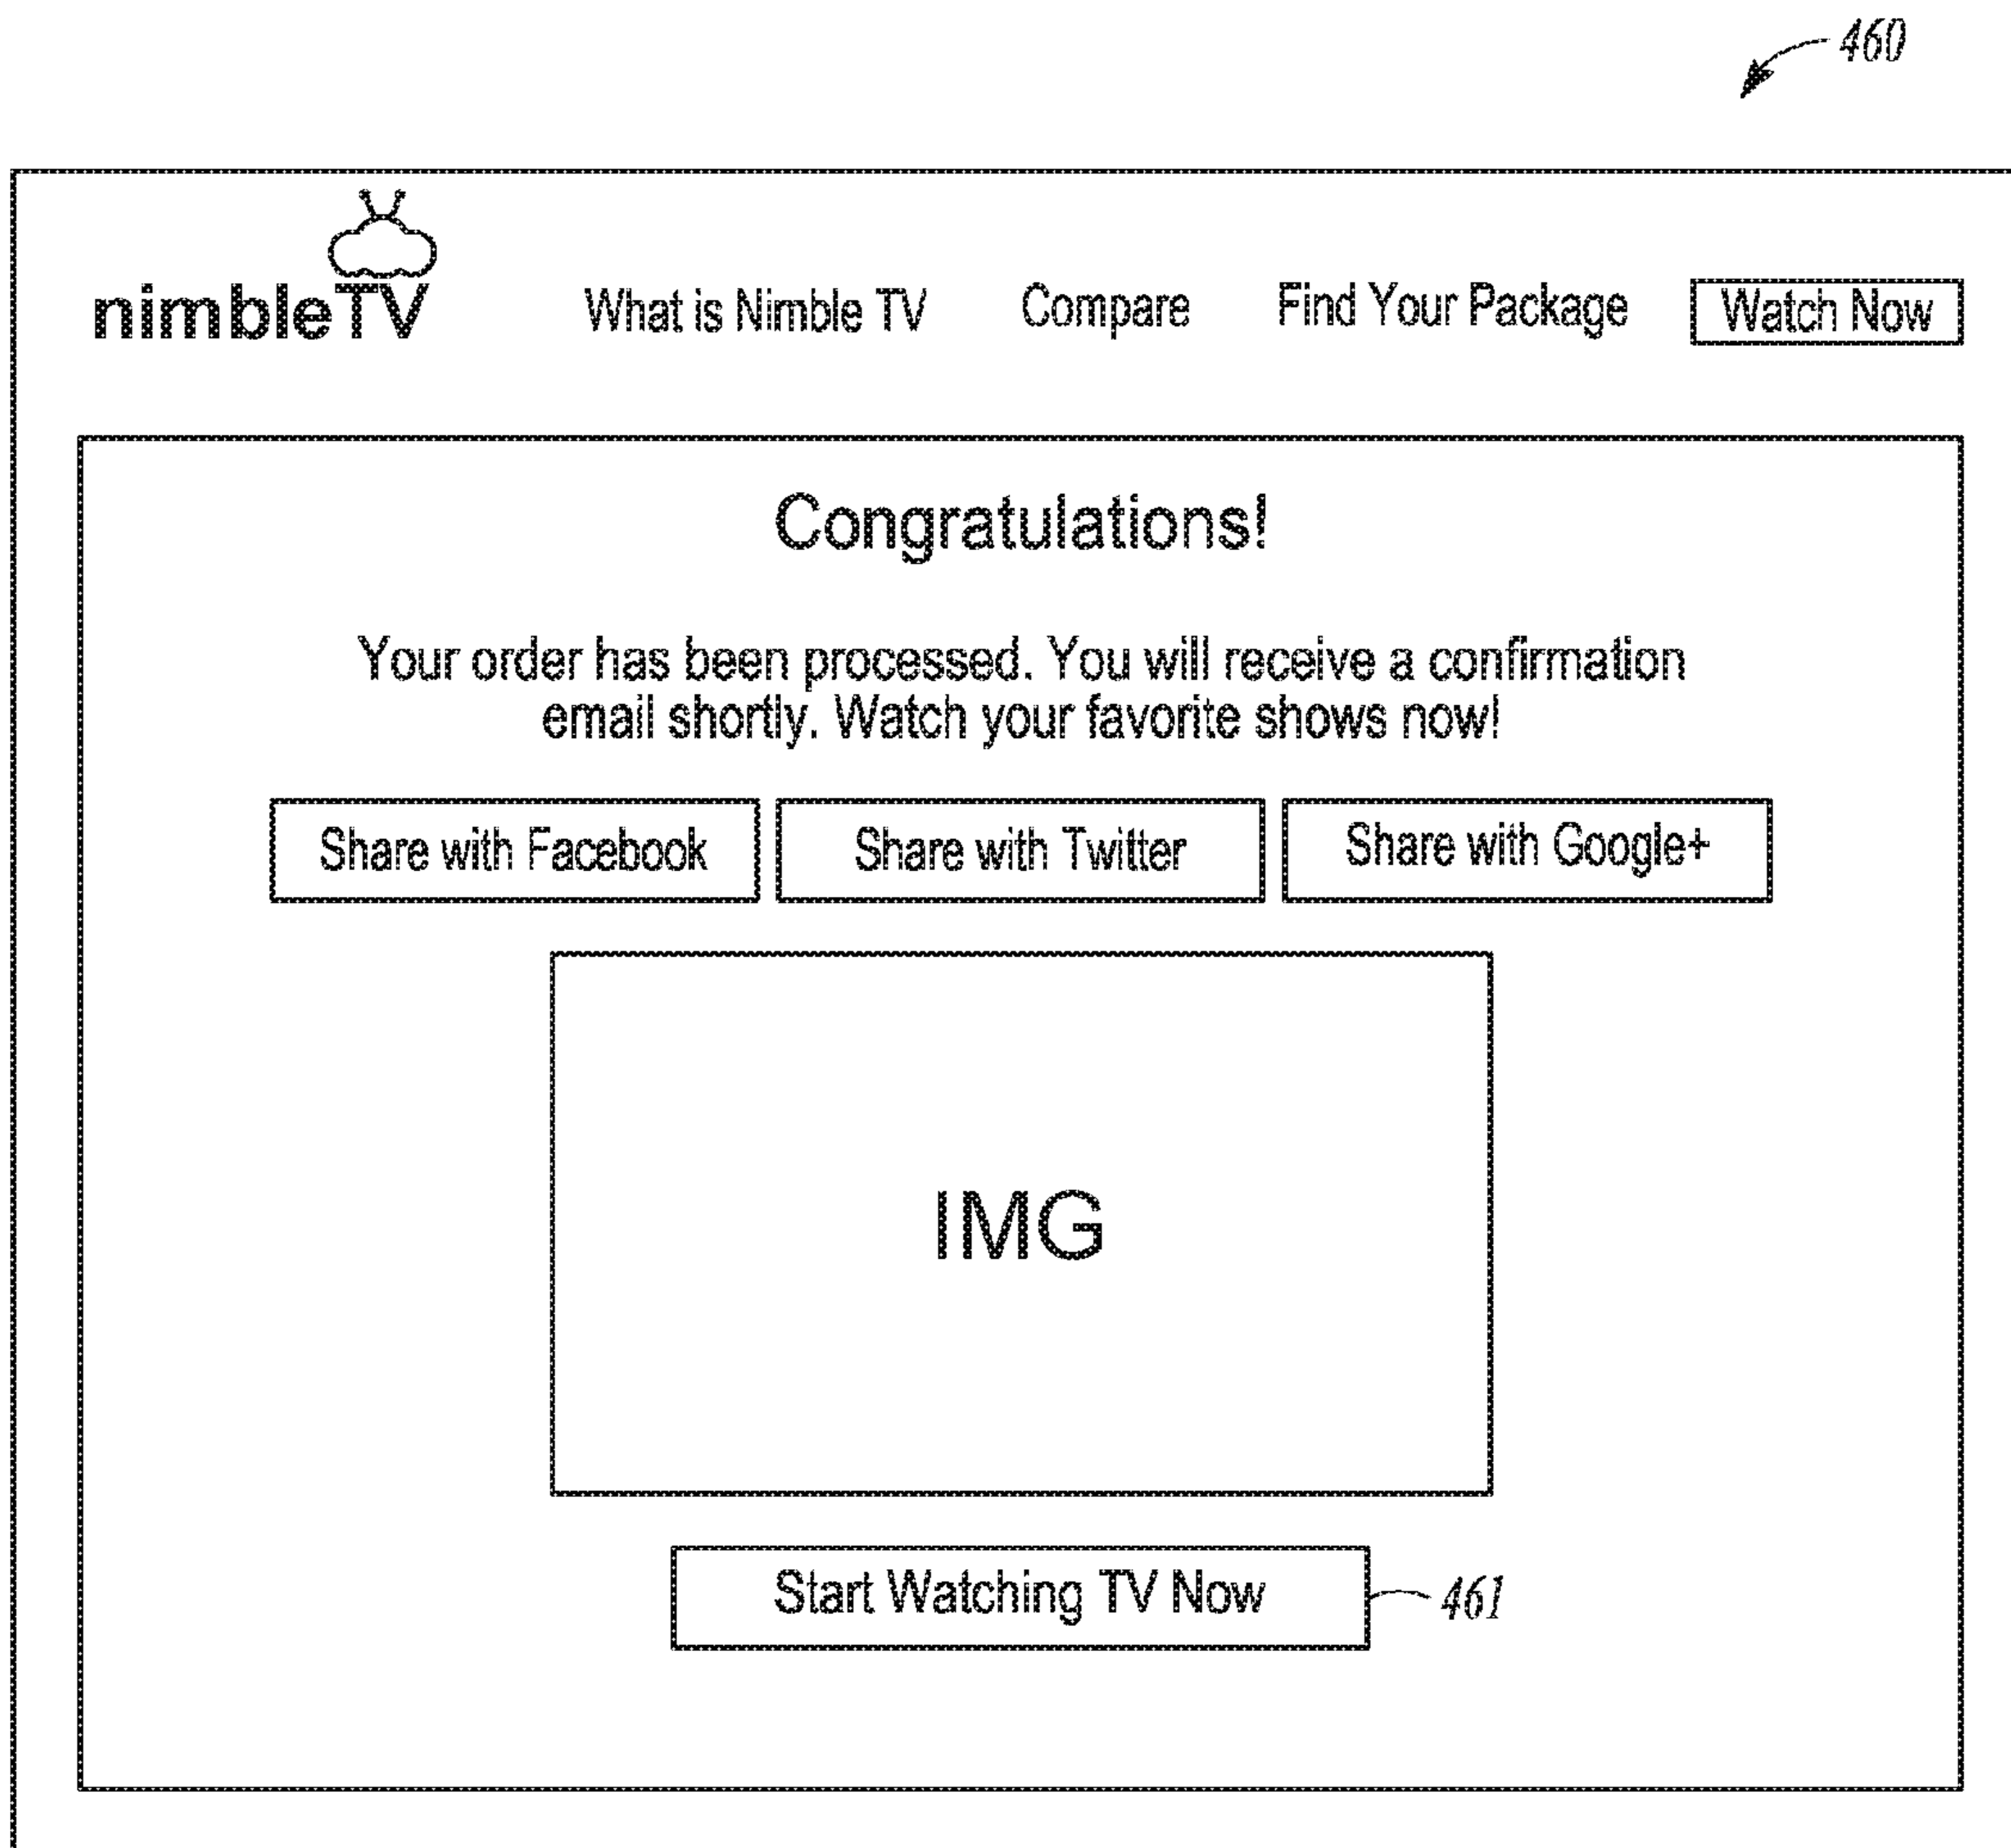 460
nimbleTV
What is Nimble TV Compare Find Your Package Watch Now
Congratulations!
Your order has been processed. You will receive a confirmation
email shortly. Watch your favorite shows now!
Share with Facebook Share with Twitter Share with Google+
IMG
Start Watching TV Now 461